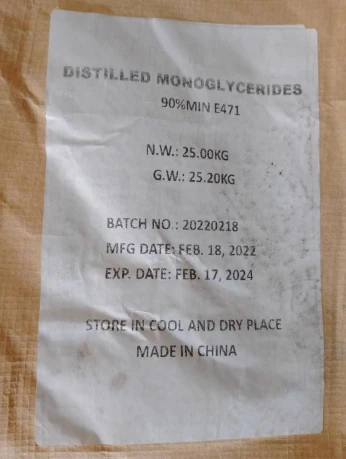 DISTILLED MONOGLYCERIDES
90%MIN E471
N.W.: 25.00KG
G.W.: 25.20KG
BATCH NO.: 20220218
MFG DATE: FEB. 18, 2022
EXP. DATE: FEB. 17, 2024
STORE IN COOL AND DRY PLACE
MADE IN CHINA